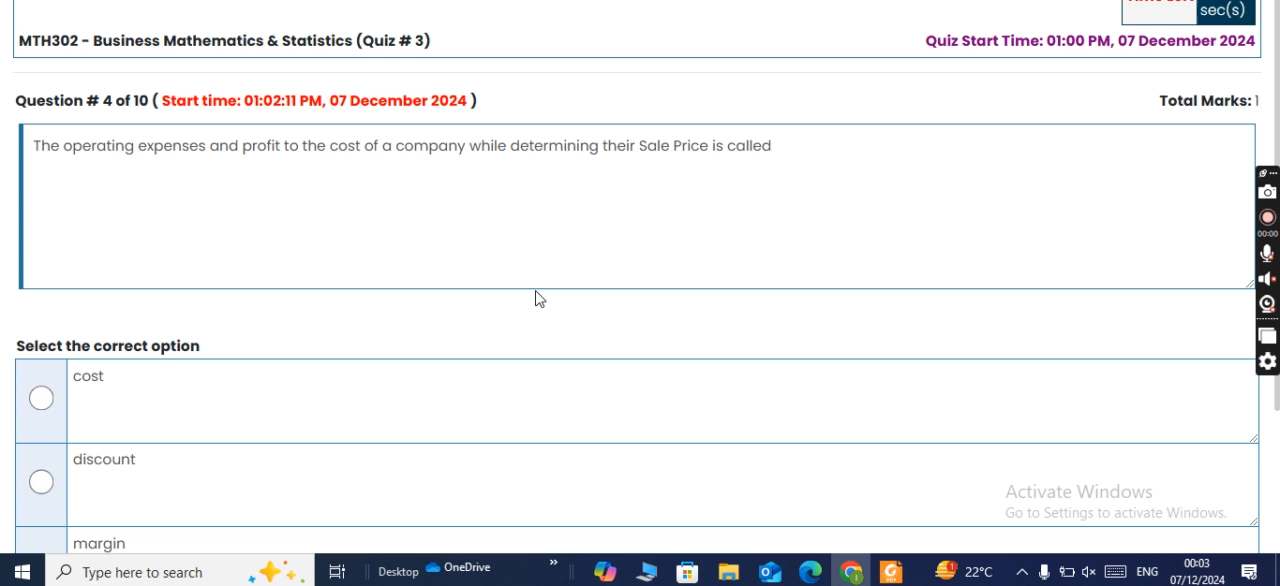 sec(s)
MTH302 - Business Mathematics & Statistics (Quiz # 3)
Quiz Start Time: 01:00 PM, 07 December 2024
Question # 4 of 10 ( Start time: 01:02:11 PM, 07 December 2024 )
Total Marks: 1
The operating expenses and profit to the cost of a company while determining their Sale Price is called
00:00
Select the correct option
cost
discount
Activate Windows
Go to Settings to activate Windows.
margin
Type here to search
Desktop
OneDrive
»
22°C
ENG
00:03
07/12/2024